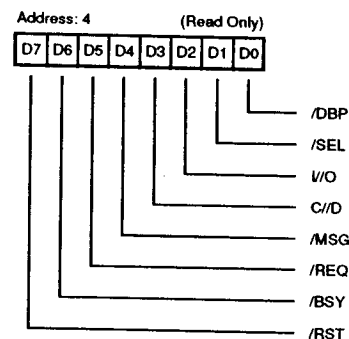 Address: 4 (Read Only)
D7 D6 D5 D4 D3 D2 D1 D0
/DBP
/SEL
I//O
C//D
/MSG
/REQ
/BSY
/RST